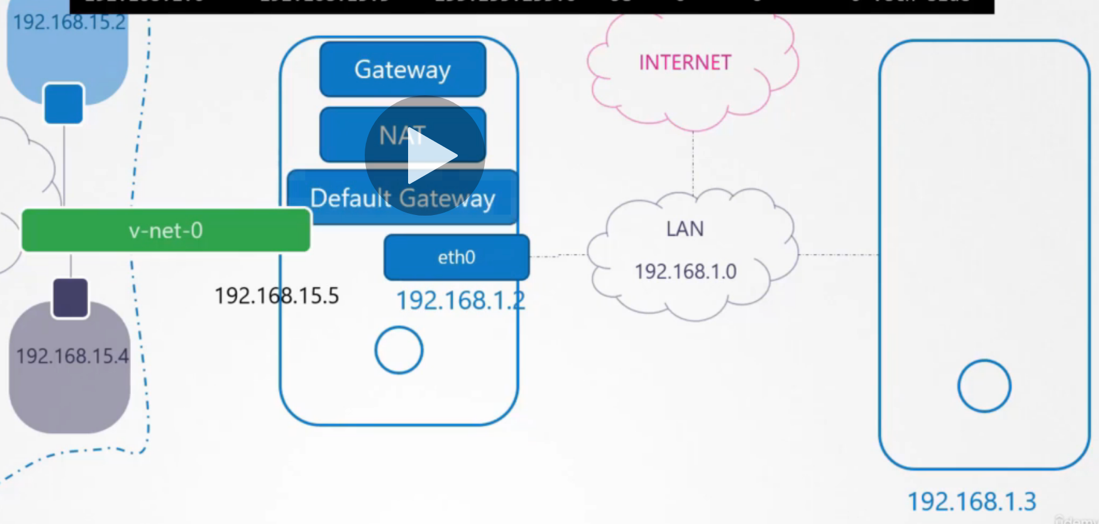 192.168.15.2
Gateway
INTERNET
NAT
Default Gateway
v-net-0
eth0
LAN
192.168.1.0
192.168.15.5
192.168.1.2
192.168.15.4
192.168.1.3